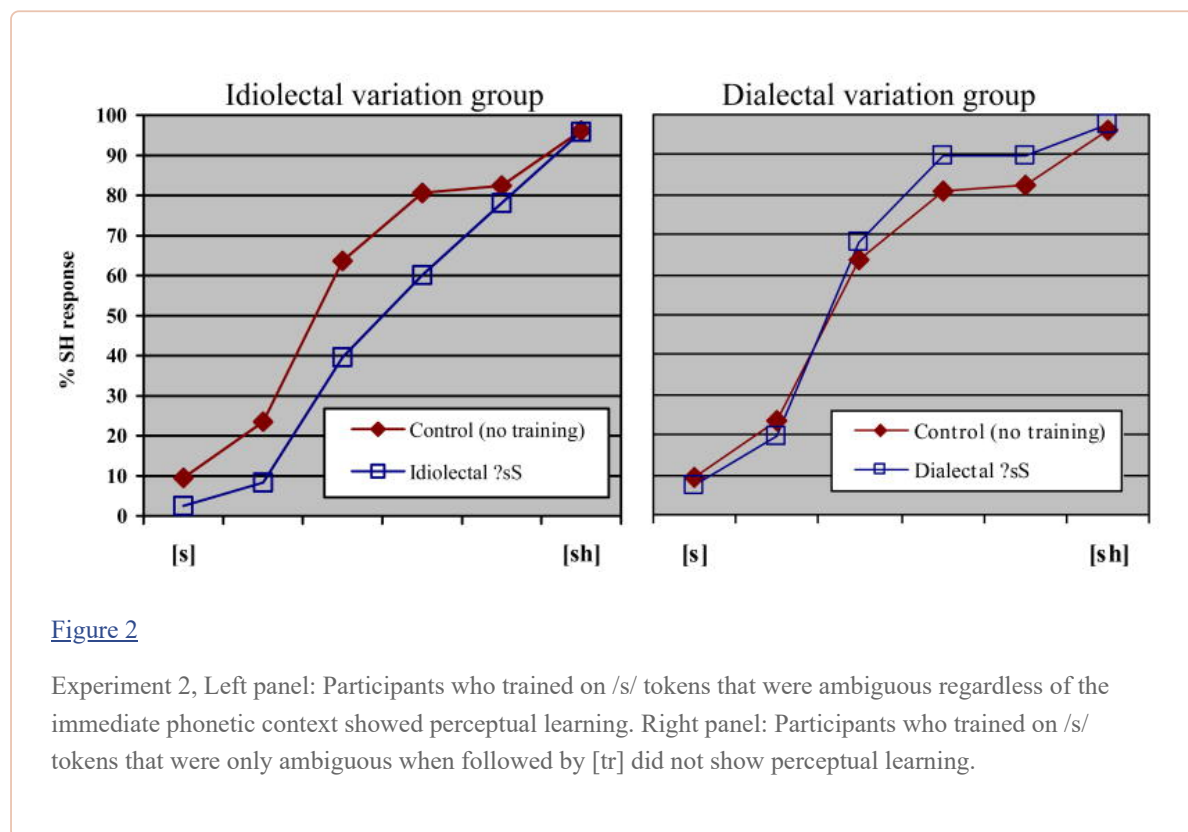 Idiolectal variation group
Dialectal variation group
100
90
80
70
60
50
40
30
20
10
0
% SH response
Control (no training)
Idiolectal ?sS
Control (no training)
Dialectal ?sS
[s]
[sh]
[s]
[sh]
Figure 2
Experiment 2, Left panel: Participants who trained on /s/ tokens that were ambiguous regardless of the
immediate phonetic context showed perceptual learning. Right panel: Participants who trained on /s/
tokens that were only ambiguous when followed by [tr] did not show perceptual learning.